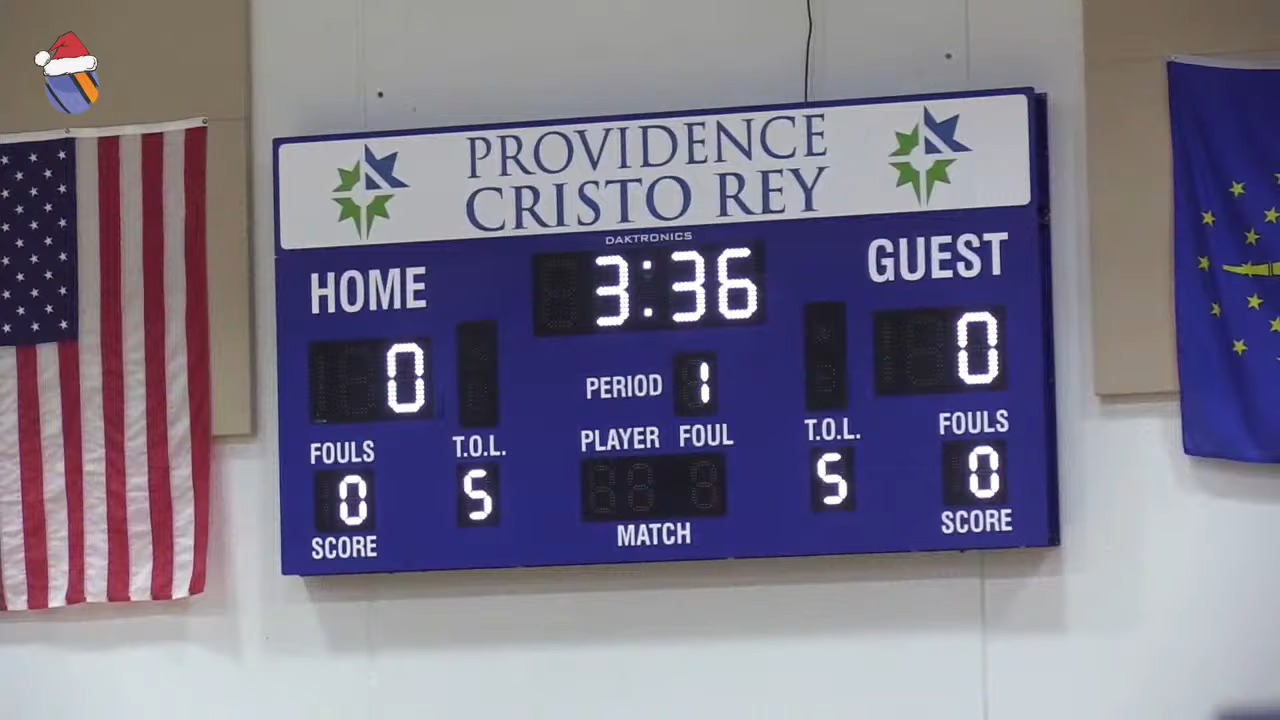 PROVIDENCE
CRISTO REY
DAKTRONICS
HOME 3:36 GUEST
0 0
PERIOD 1
FOULS T.O.L. PLAYER FOUL T.O.L. FOULS
0 5 5 0
SCORE MATCH SCORE